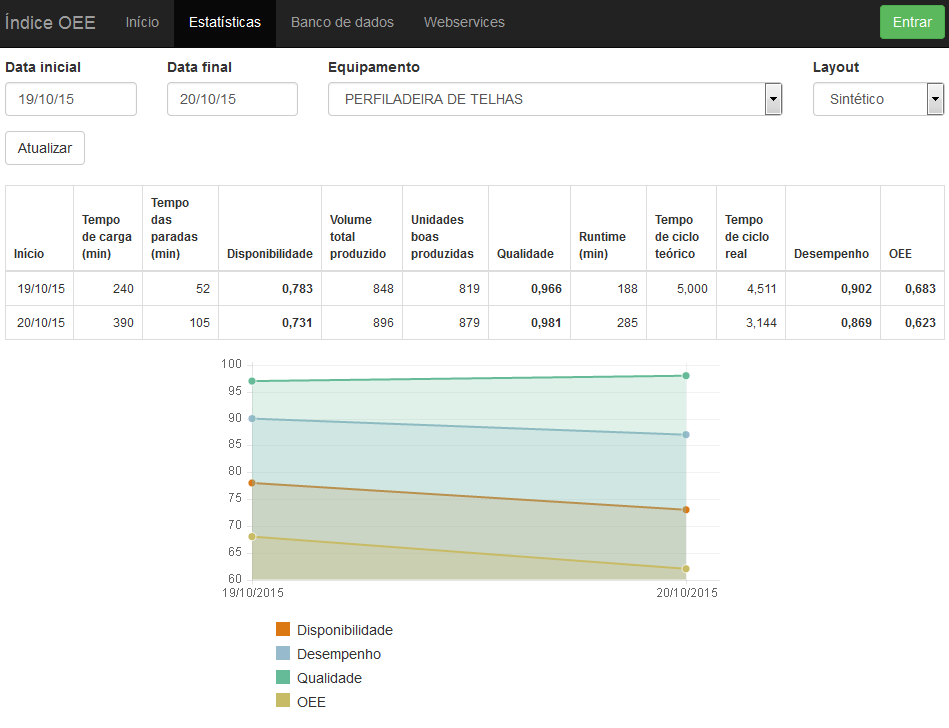 Índice OEE Início Estatísticas Banco de dados Webservices Entrar
Data inicial Data final Equipamento Layout
19/10/15 20/10/15 PERFILADEIRA DE TELHAS Sintético
Atualizar
Início Tempo de carga (min) Tempo das paradas (min) Disponibilidade Volume total produzido Unidades boas produzidas Qualidade Runtime (min) Tempo de ciclo teórico Tempo de ciclo real Desempenho OEE
19/10/15 240 52 0,783 848 819 0,966 188 5,000 4,511 0,902 0,683
20/10/15 390 105 0,731 896 879 0,981 285 3,144 0,869 0,623
100
95
90
85
80
75
70
65
60
19/10/2015 20/10/2015
Disponibilidade
Desempenho
Qualidade
OEE